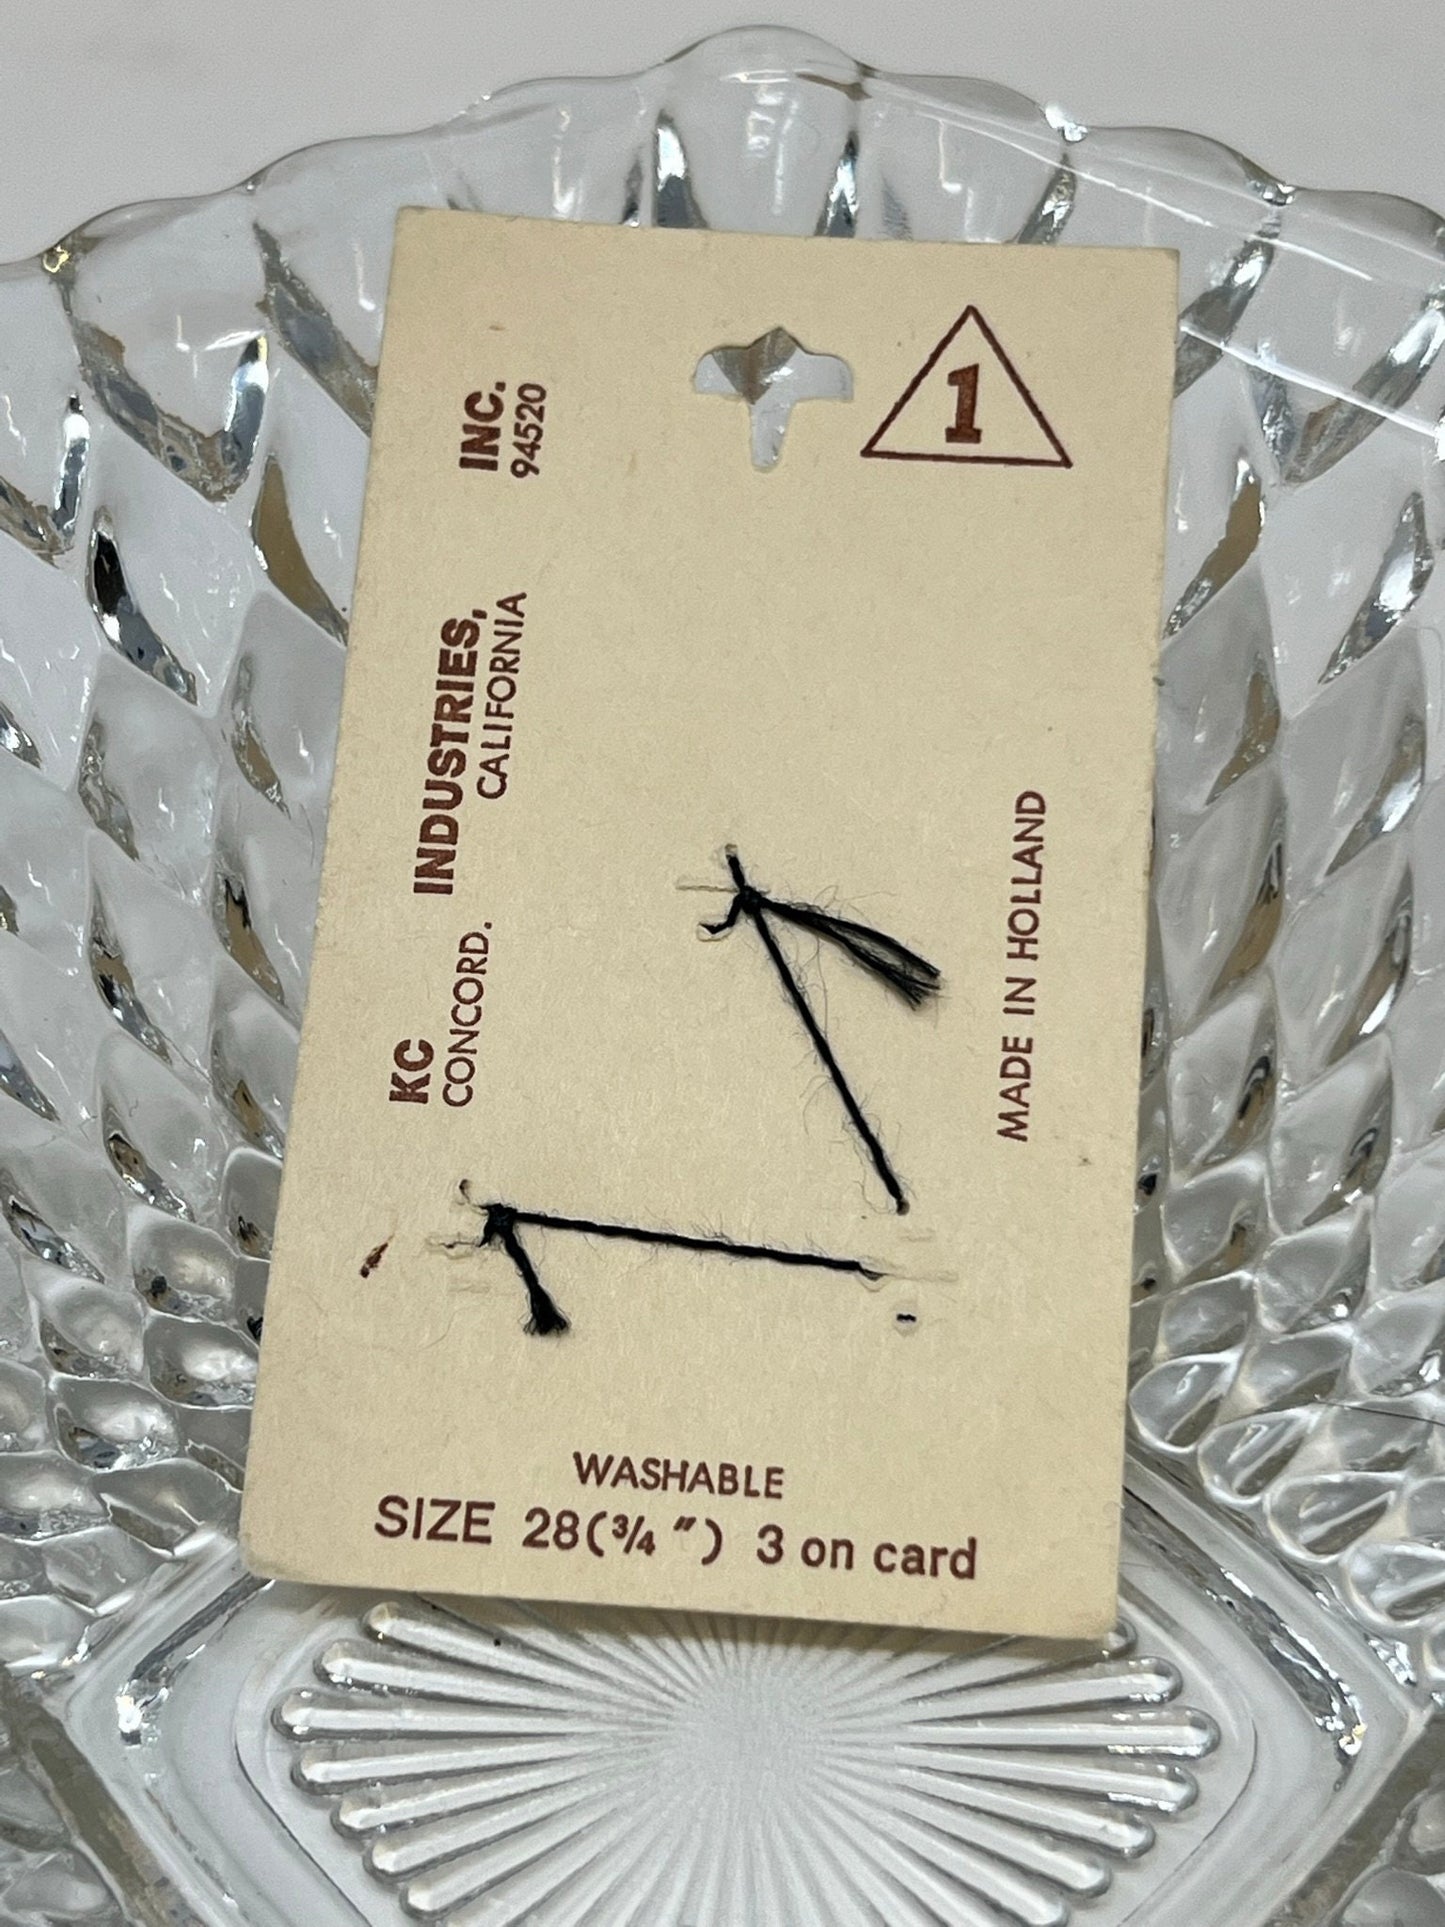 1
KC INDUSTRIES, INC.
CONCORD. CALIFORNIA 94520
MADE IN HOLLAND
WASHABLE
SIZE 28(3/4 ″) 3 on card